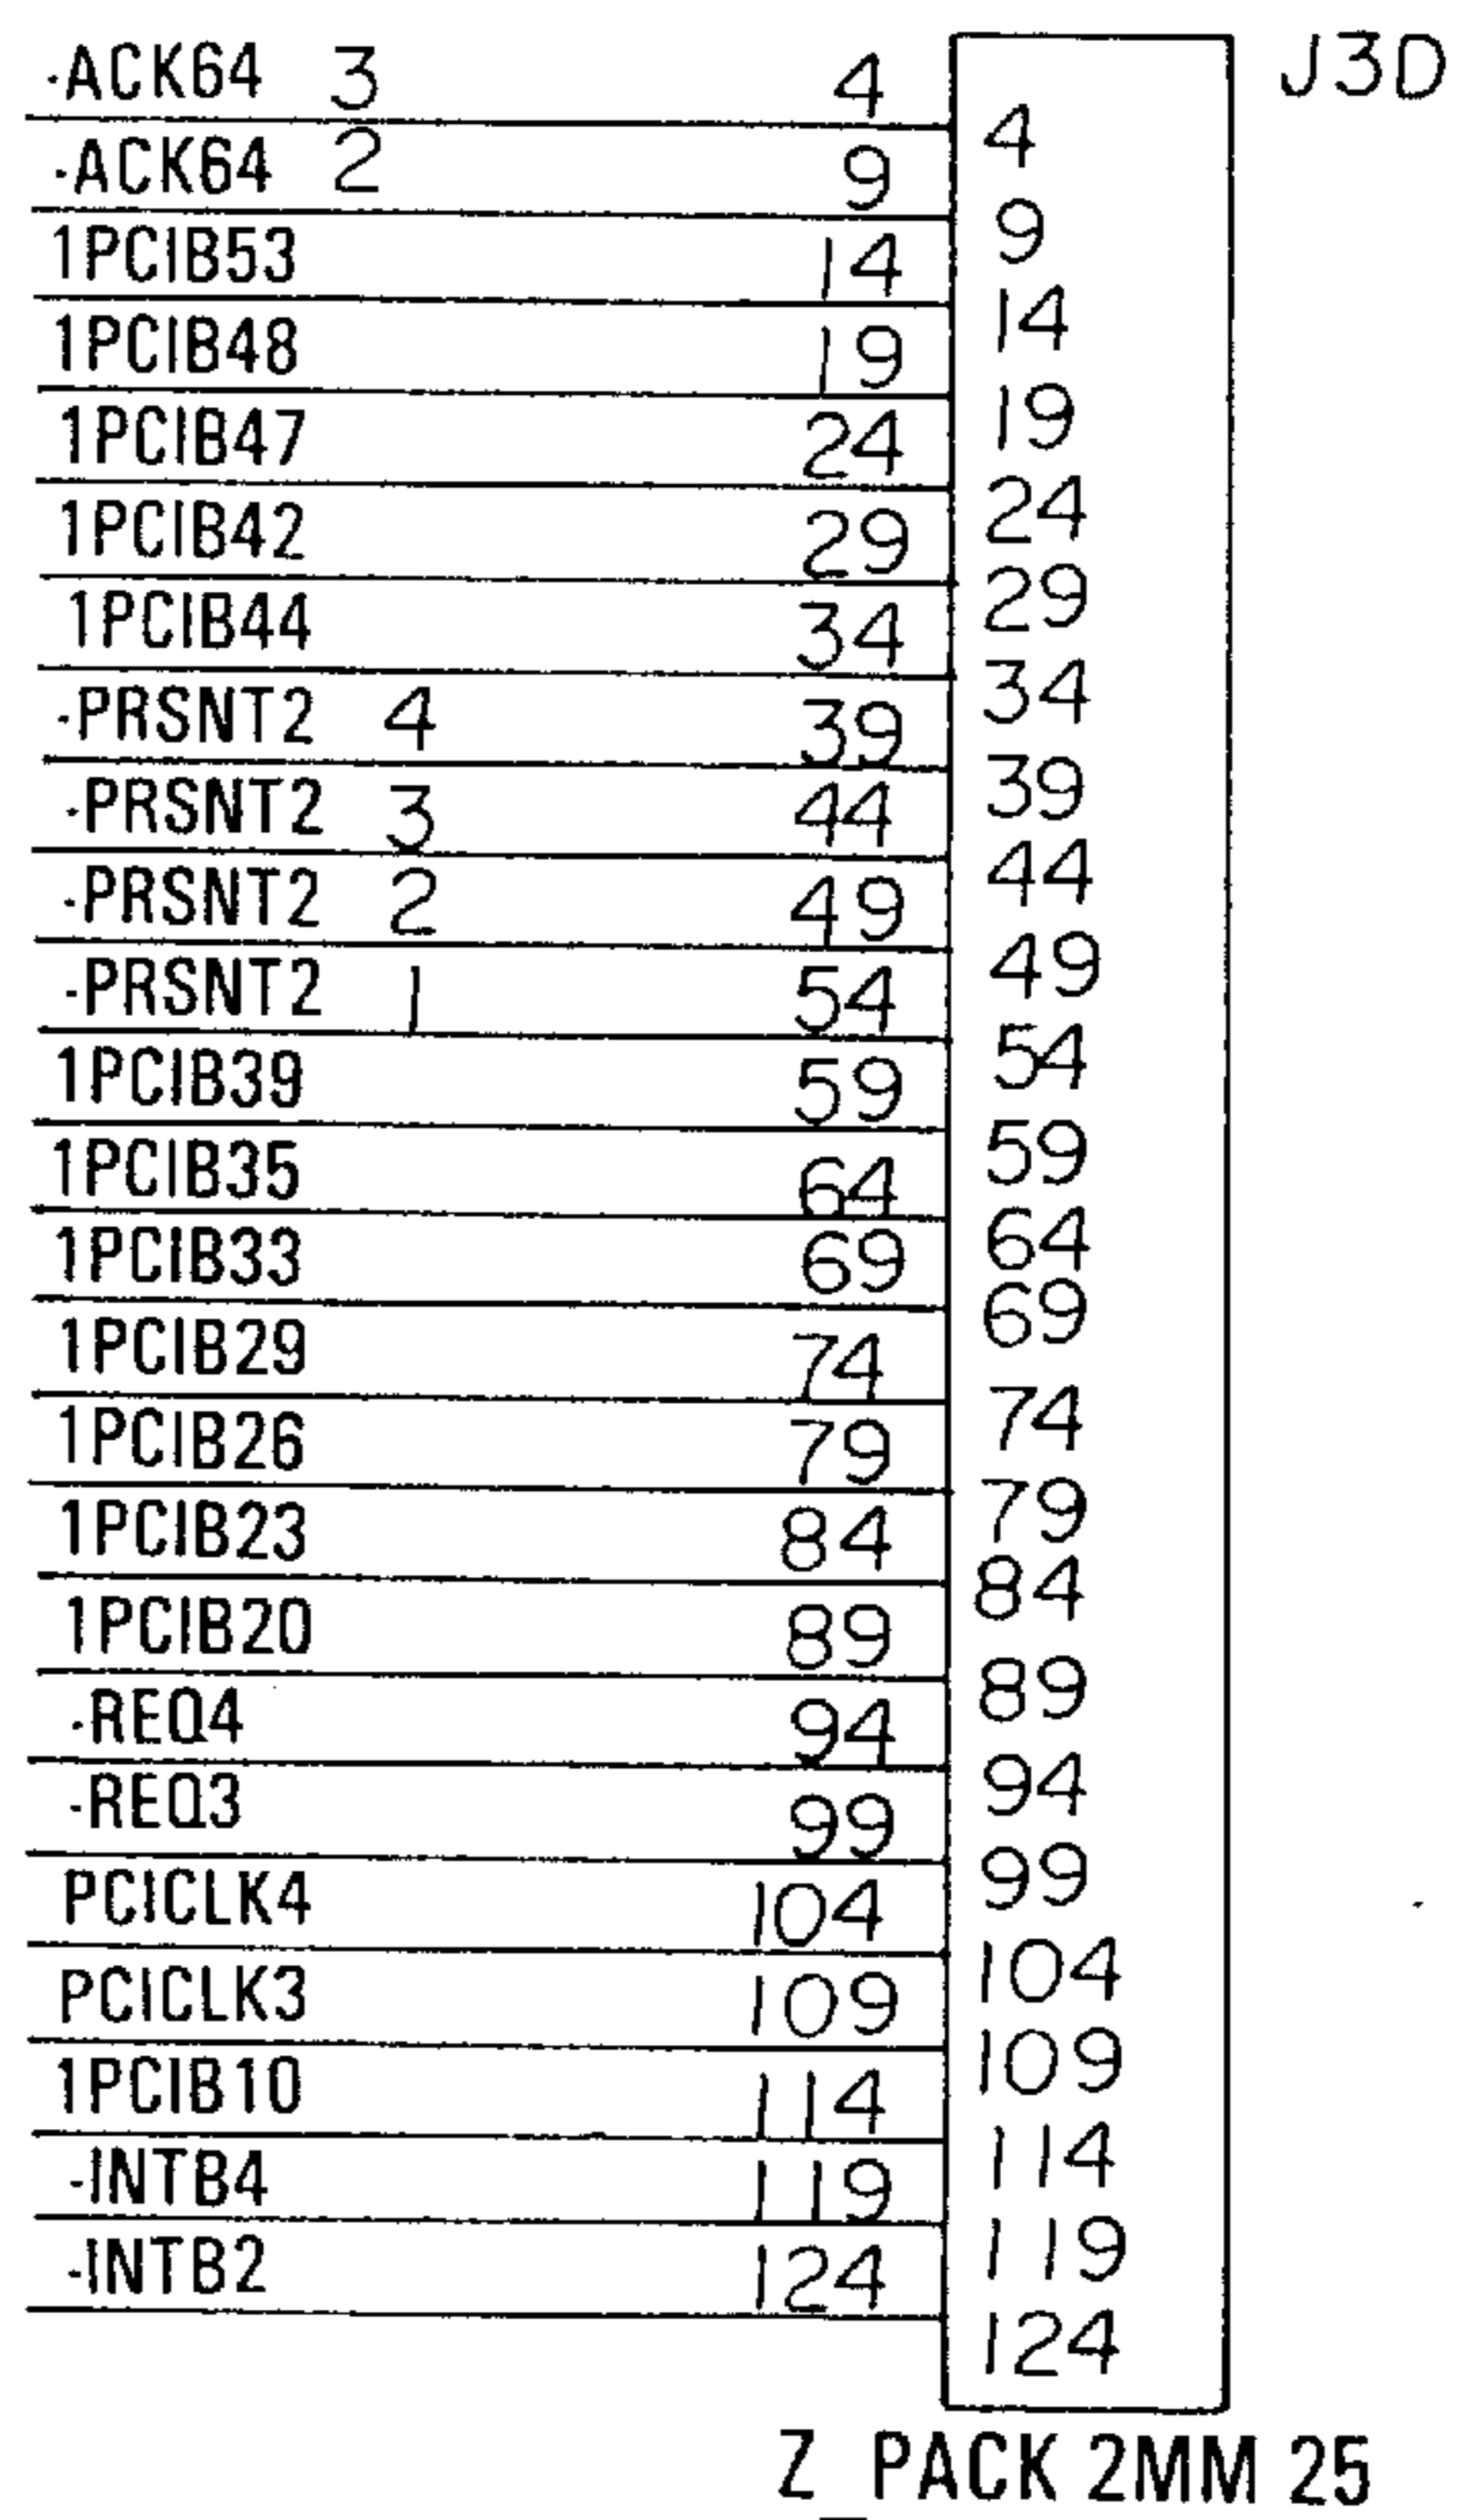 -ACK64 3 4 J3D
4
-ACK64 2 9
9
1PCIB53 14
14
1PCIB48 19
19
1PCIB47 24
24
1PCIB42 29
29
1PCIB44 34
34
-PRSNT2 4 39
39
-PRSNT2 3 44
44
-PRSNT2 2 49
49
-PRSNT2 1 54
54
1PCIB39 59
59
1PCIB35 64
64
1PCIB33 69
69
1PCIB29 74
74
1PCIB26 79
79
1PCIB23 84
84
1PCIB20 89
89
-REQ4 94
94
-REQ3 99
99
PCICLK4 104
104
PCICLK3 109
109
1PCIB10 114
114
-INTB4 119
119
-INTB2 124
124
Z_PACK 2MM 25